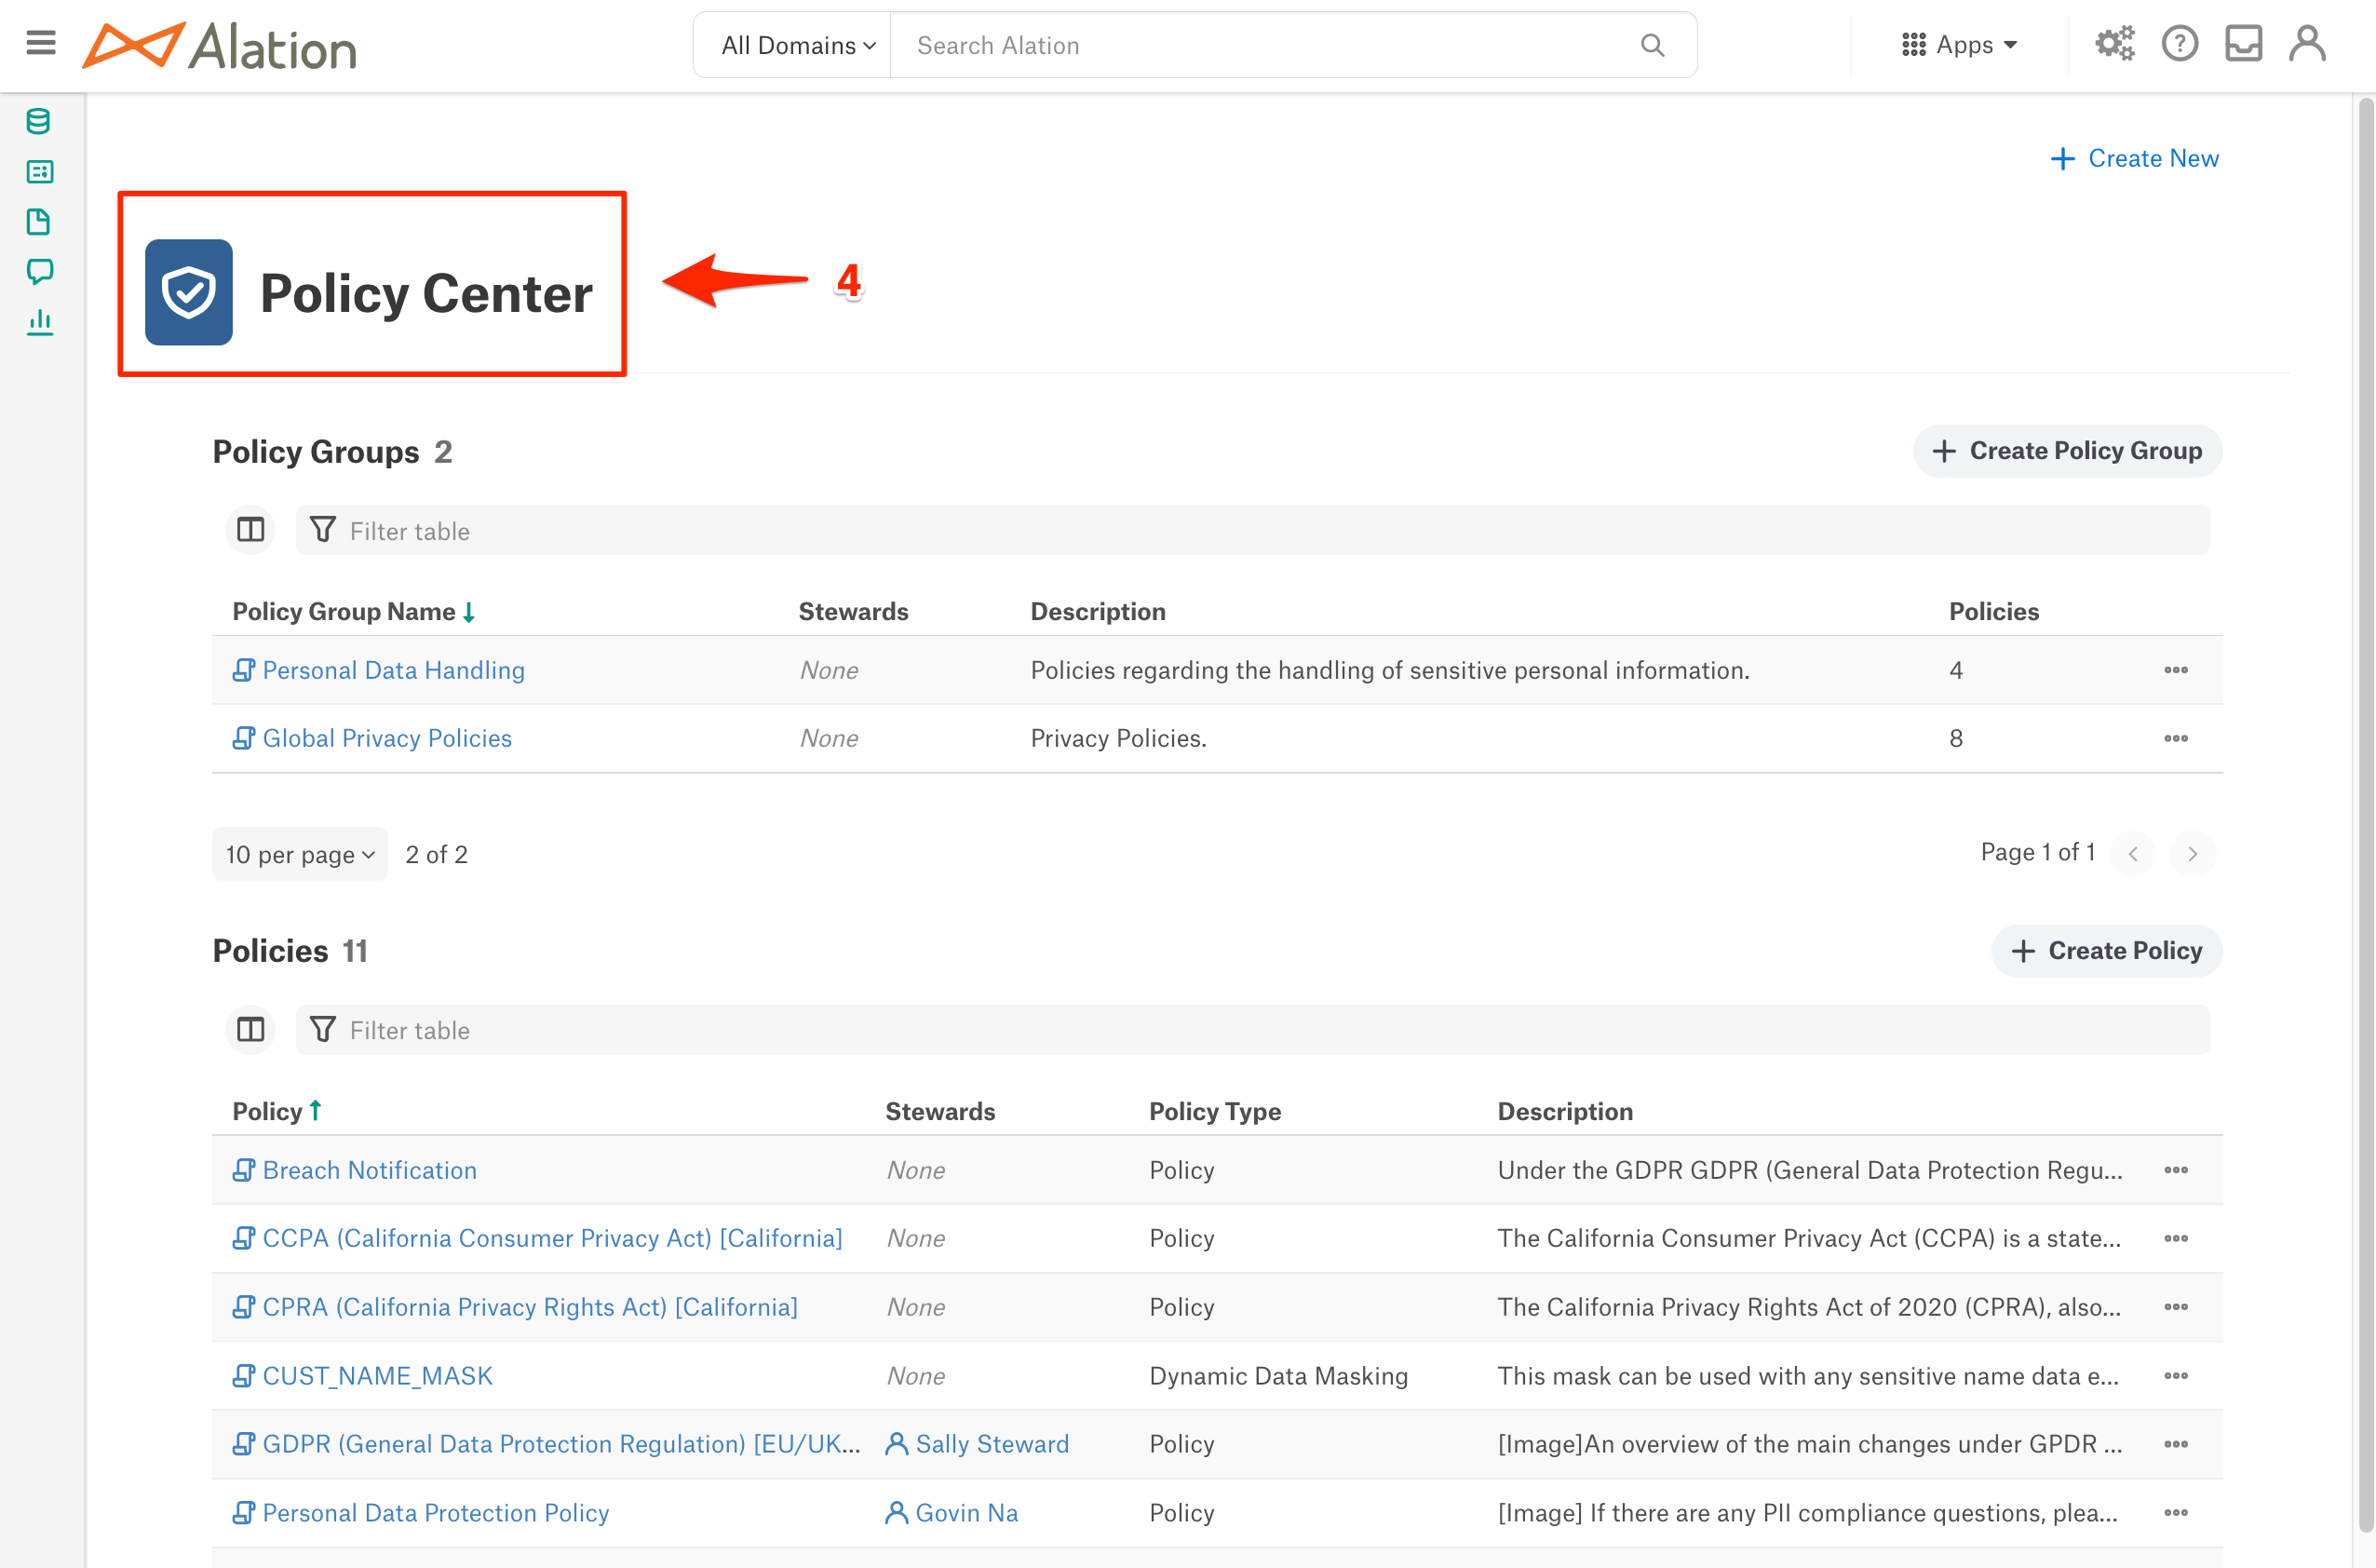 Alation
All Domains
Search Alation
Apps
Create New
Policy Center
4
Policy Groups 2
Create Policy Group
Filter table
Policy Group Name Stewards Description Policies
Personal Data Handling None Policies regarding the handling of sensitive personal information. 4
Global Privacy Policies None Privacy Policies. 8
10 per page 2 of 2 Page 1 of 1
Policies 11
Create Policy
Filter table
Policy Stewards Policy Type Description
Breach Notification None Policy Under the GDPR GDPR (General Data Protection Regu...
CCPA (California Consumer Privacy Act) [California] None Policy The California Consumer Privacy Act (CCPA) is a state...
CPRA (California Privacy Rights Act) [California] None Policy The California Privacy Rights Act of 2020 (CPRA), also...
CUST_NAME_MASK None Dynamic Data Masking This mask can be used with any sensitive name data e...
GDPR (General Data Protection Regulation) [EU/UK... Sally Steward Policy [Image]An overview of the main changes under GPDR ...
Personal Data Protection Policy Govin Na Policy [Image] If there are any PII compliance questions, plea...